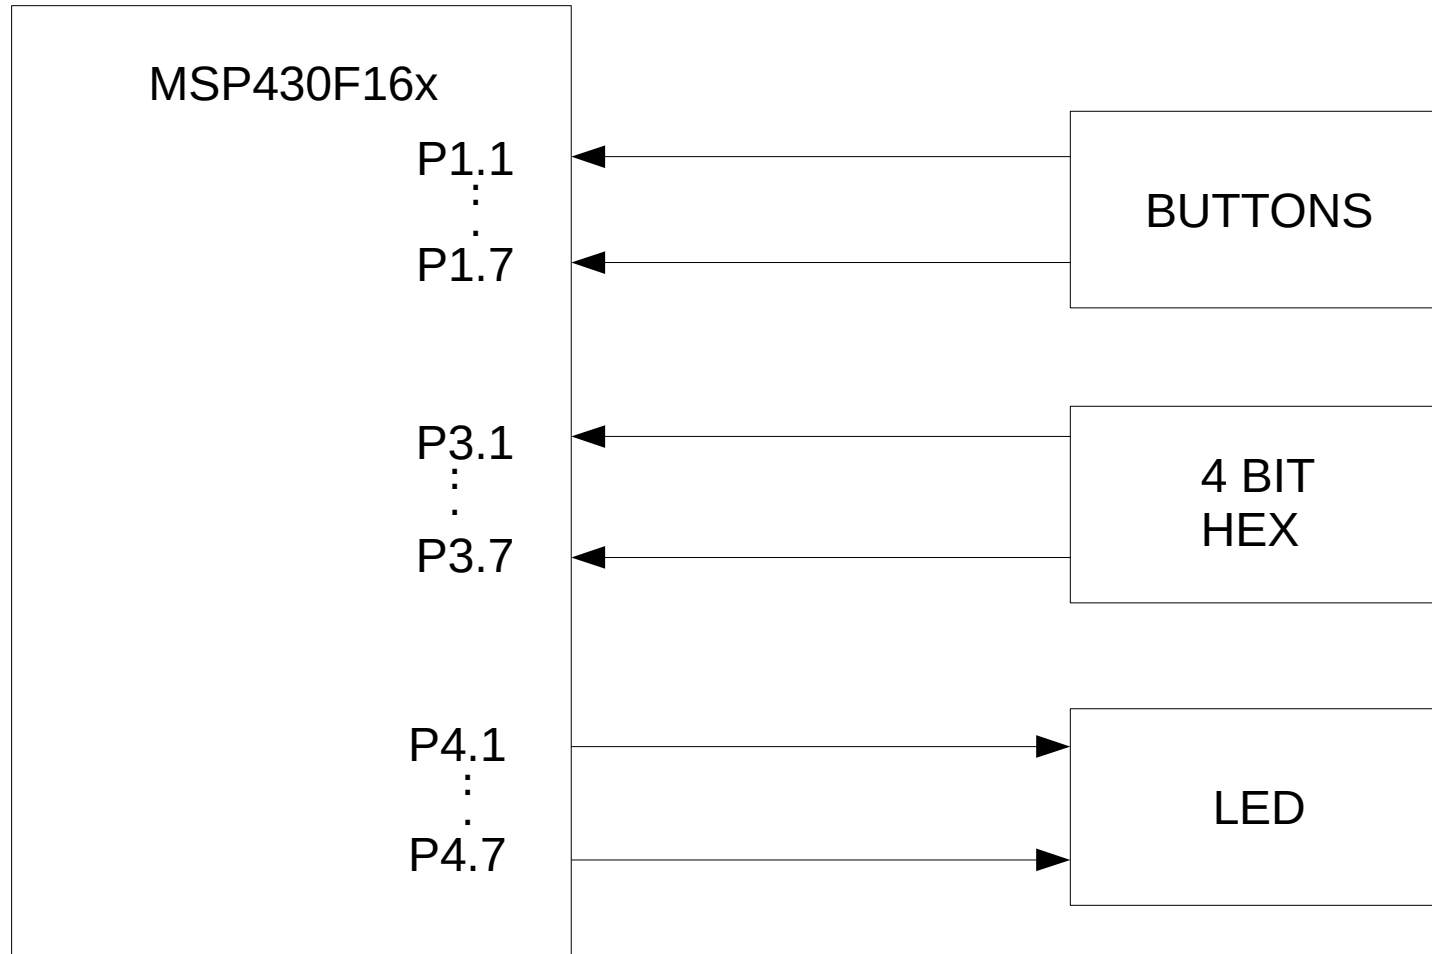 MSP430F16x
P1.1
:
.
P1.7
BUTTONS
P3.1
:
.
P3.7
4 BIT
HEX
P4.1
:
.
P4.7
LED